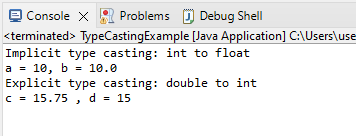 Console Problems Debug Shell
<terminated> TypeCastingExample [Java Application] C:\Users\use
Implicit type casting: int to float
a = 10, b = 10.0
Explicit type casting: double to int
c = 15.75 , d = 15